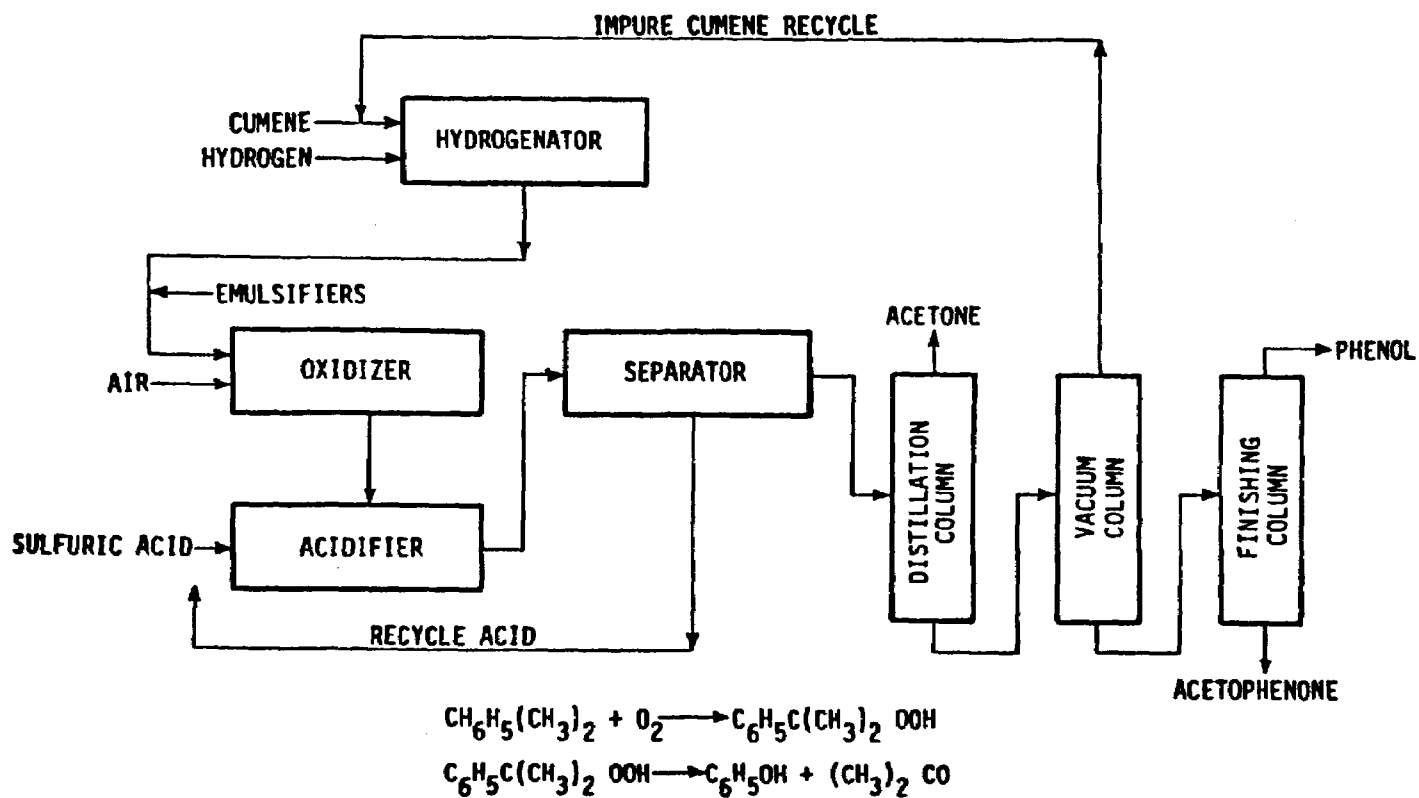 IMPURE CUMENE RECYCLE
CUMENE
HYDROGEN
HYDROGENATOR
EMULSIFIERS
AIR
OXIDIZER
SEPARATOR
ACETONE
PHENOL
DISTILLATION
COLUMN
VACUUM
COLUMN
FINISHING
COLUMN
SULFURIC ACID
ACIDIFIER
RECYCLE ACID
ACETOPHENONE
CH₆H₅(CH₃)₂ + O₂→C₆H₅C(CH₃)₂ OOH
C₆H₅C(CH₃)₂ OOH→C₆H₅OH + (CH₃)₂ CO